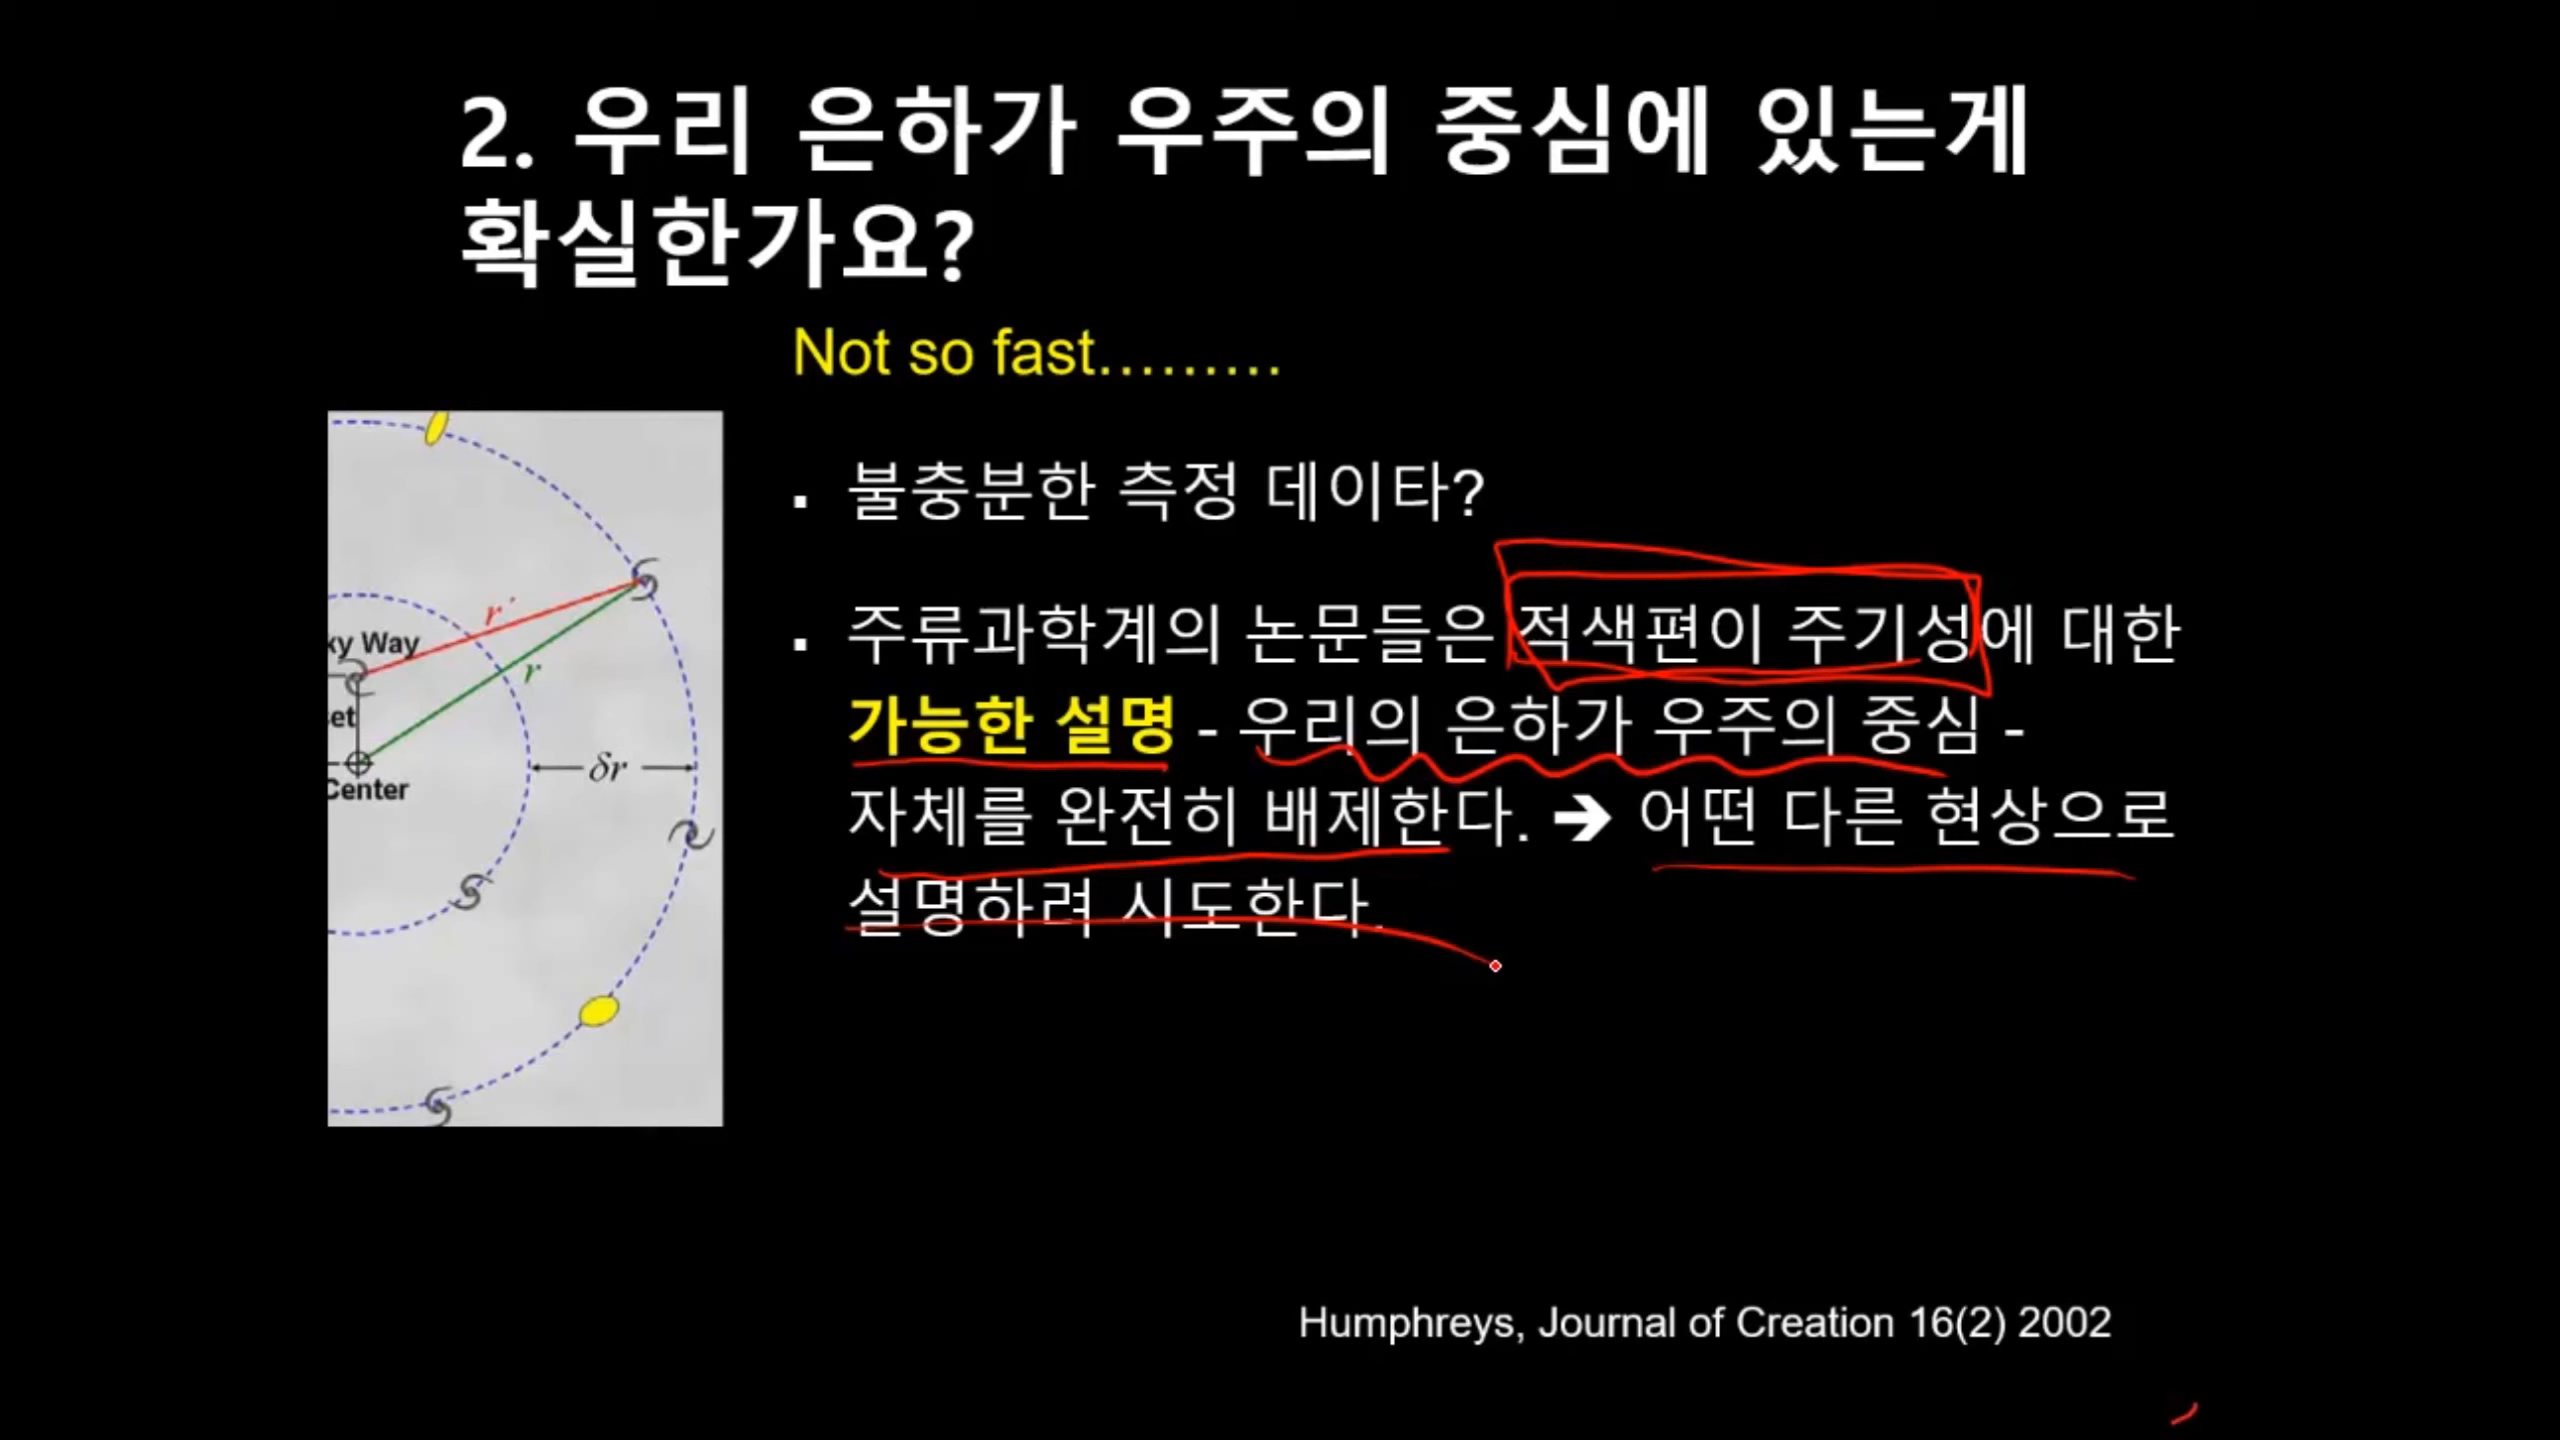 2. 우리 은하가 우주의 중심에 있는게
확실한가요?
Not so fast.........
▪ 불충분한 측정 데이타?
▪ 주류과학계의 논문들은 적색편이 주기성에 대한
가능한 설명 - 우리의 은하가 우주의 중심 -
자체를 완전히 배제한다. ➔ 어떤 다른 현상으로
설명하려 시도한다.
r′
ky Way
r
et
δr
Center
Humphreys, Journal of Creation 16(2) 2002